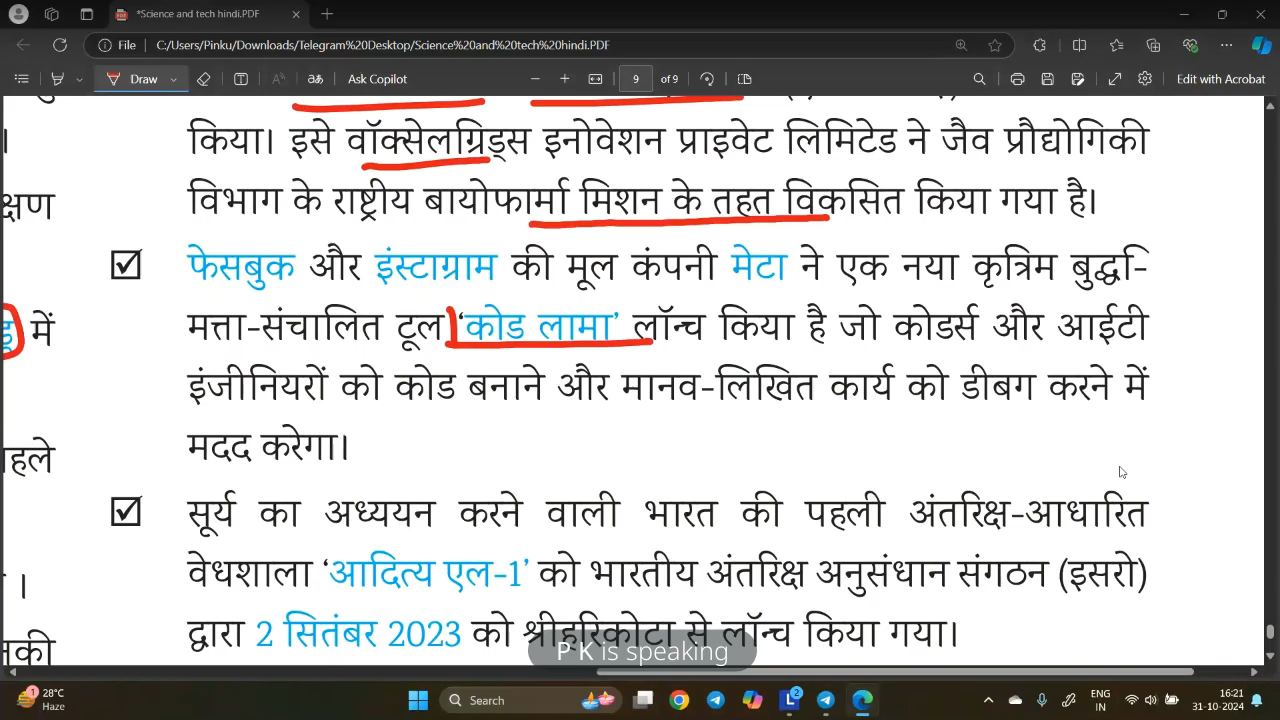 *Science and tech hindi.PDF
File C:/Users/Pinku/Downloads/Telegram%20Desktop/Science%20and%20tech%20hindi.PDF
Draw Ask Copilot 9 of 9 Edit with Acrobat
किया। इसे वॉक्सेलग्रिड्स इनोवेशन प्राइवेट लिमिटेड ने जैव प्रौद्योगिकी
विभाग के राष्ट्रीय बायोफार्मा मिशन के तहत विकसित किया गया है।
क्षण
फेसबुक और इंस्टाग्राम की मूल कंपनी मेटा ने एक नया कृत्रिम बुद्धि-
मत्ता-संचालित टूल ‘कोड लामा’ लॉन्च किया है जो कोडर्स और आईटी
में
इंजीनियरों को कोड बनाने और मानव-लिखित कार्य को डीबग करने में
मदद करेगा।
सूर्य का अध्ययन करने वाली भारत की पहली अंतरिक्ष-आधारित
वेधशाला ‘आदित्य एल-1’ को भारतीय अंतरिक्ष अनुसंधान संगठन (इसरो)
द्वारा 2 सितंबर 2023 को श्रीहरिकोटा से लॉन्च किया गया।
P K is speaking
28°C
Haze
Search
ENG
IN
16:21
31-10-2024